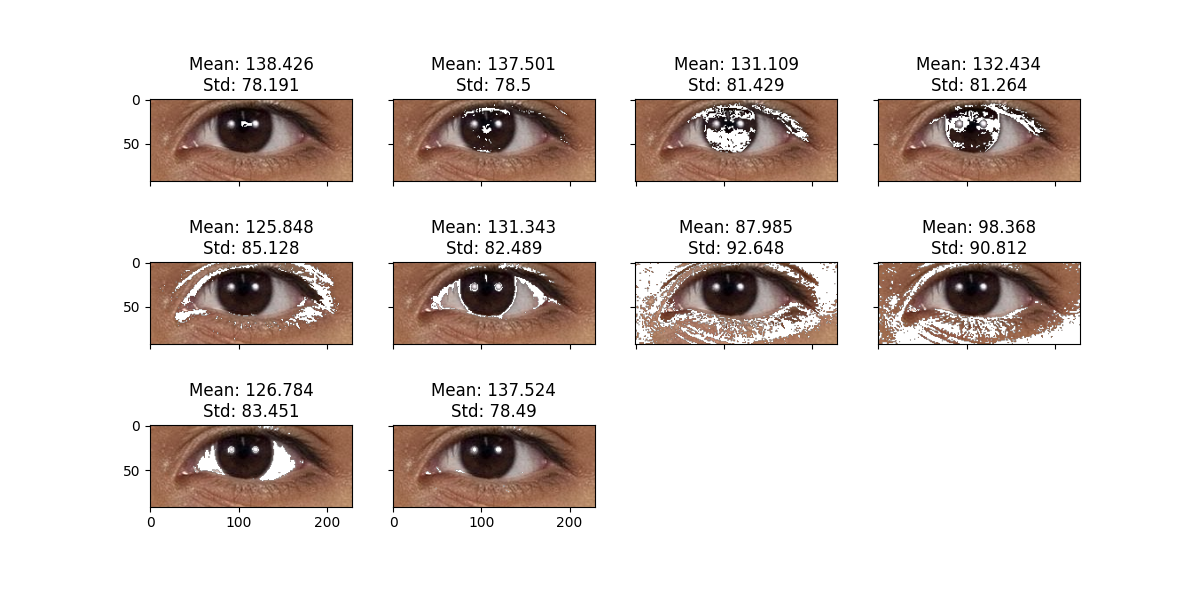 Mean: 138.426
Std: 78.191
Mean: 137.501
Std: 78.5
Mean: 131.109
Std: 81.429
Mean: 132.434
Std: 81.264
0
50
Mean: 125.848
Std: 85.128
Mean: 131.343
Std: 82.489
Mean: 87.985
Std: 92.648
Mean: 98.368
Std: 90.812
0
50
Mean: 126.784
Std: 83.451
Mean: 137.524
Std: 78.49
0
50
0 100 200
0 100 200